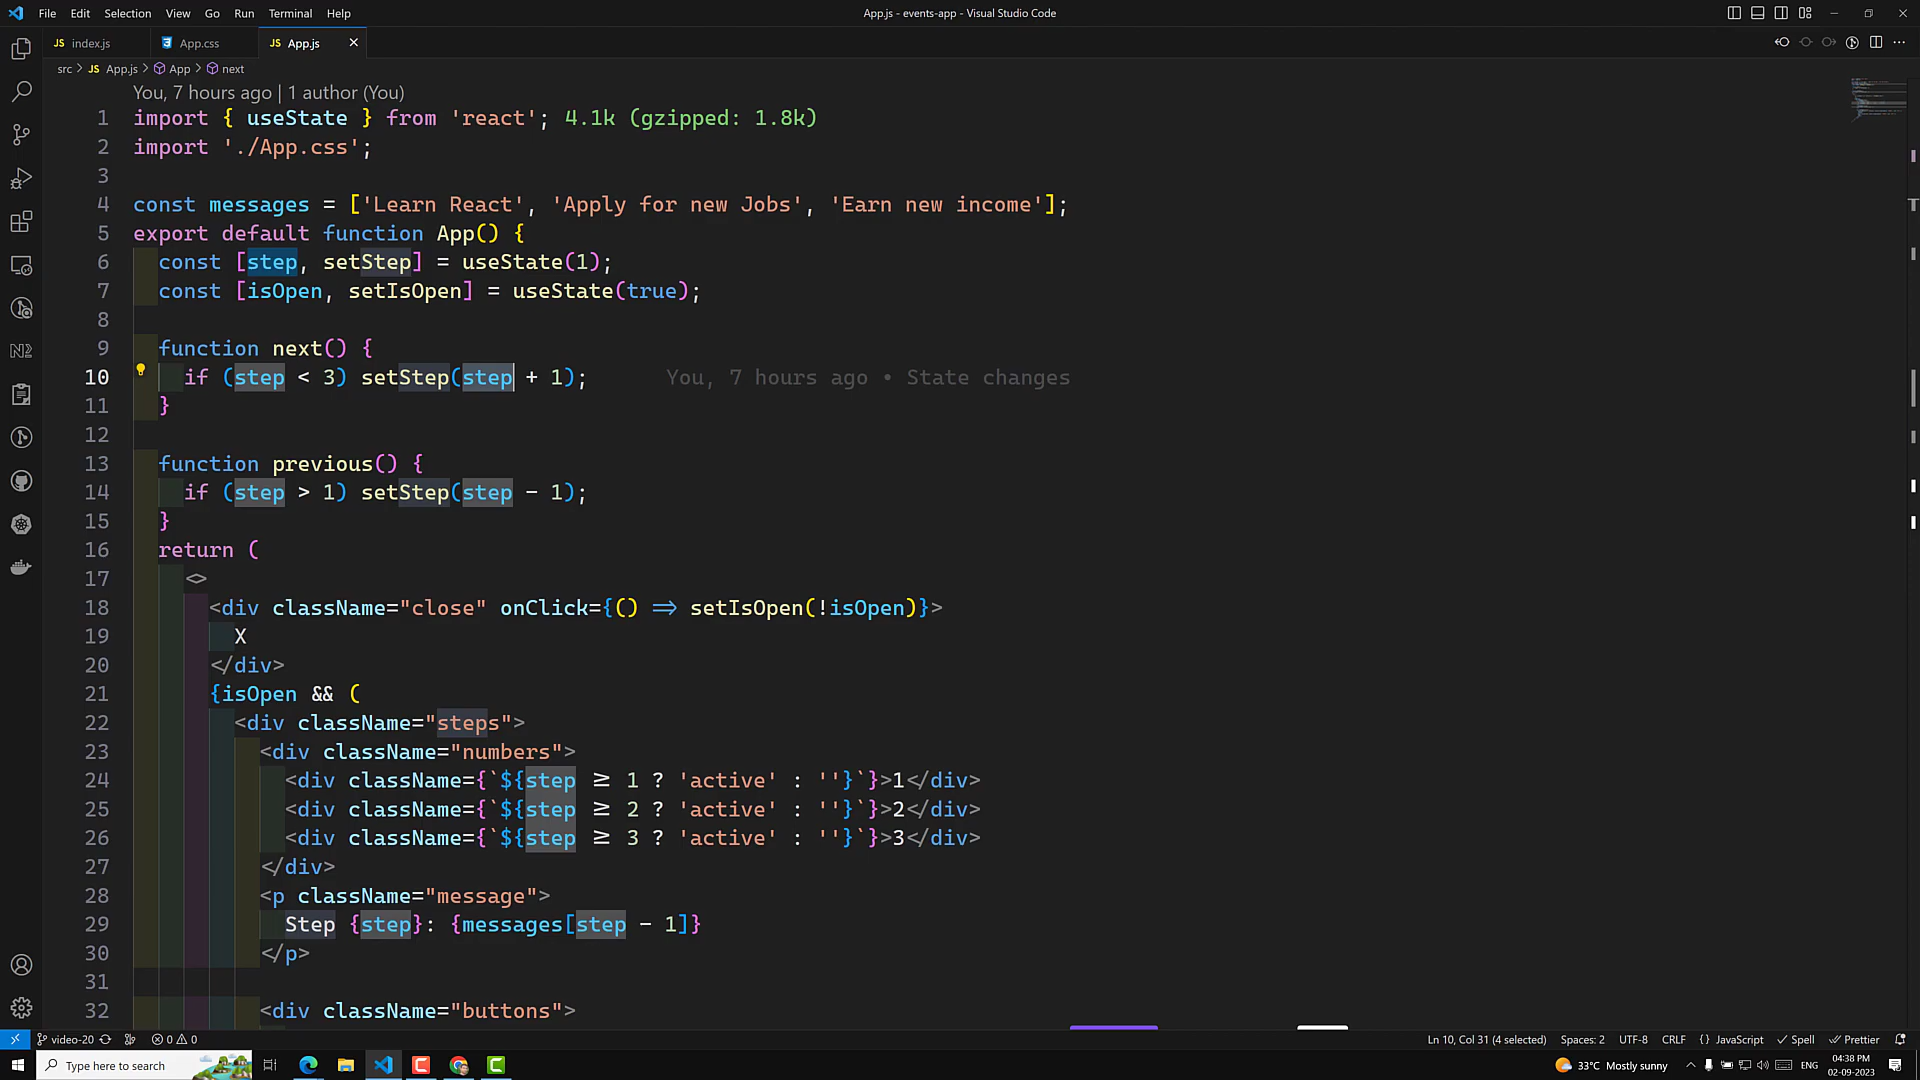 File Edit Selection View Go Run Terminal Help
App.js - events-app - Visual Studio Code
JS index.js App.css JS App.js
src > JS App.js > App > next
You, 7 hours ago | 1 author (You)
1 import { useState } from 'react'; 4.1k (gzipped: 1.8k)
2 import './App.css';
3
4 const messages = ['Learn React', 'Apply for new Jobs', 'Earn new income'];
5 export default function App() {
6 const [step, setStep] = useState(1);
7 const [isOpen, setIsOpen] = useState(true);
8
9 function next() {
10 if (step < 3) setStep(step + 1); You, 7 hours ago • State changes
11 }
12
13 function previous() {
14 if (step > 1) setStep(step - 1);
15 }
16 return (
17 <>
18 <div className="close" onClick={() => setIsOpen(!isOpen)}>
19 X
20 </div>
21 {isOpen && (
22 <div className="steps">
23 <div className="numbers">
24 <div className={`${step ≥ 1 ? 'active' : ''}`}>1</div>
25 <div className={`${step ≥ 2 ? 'active' : ''}`}>2</div>
26 <div className={`${step ≥ 3 ? 'active' : ''}`}>3</div>
27 </div>
28 <p className="message">
29 Step {step}: {messages[step - 1]}
30 </p>
31
32 <div className="buttons">
video-20 0 0 Ln 10, Col 31 (4 selected) Spaces: 2 UTF-8 CRLF {} JavaScript Spell Prettier
Type here to search 33°C Mostly sunny ENG 04:38 PM
02-09-2023